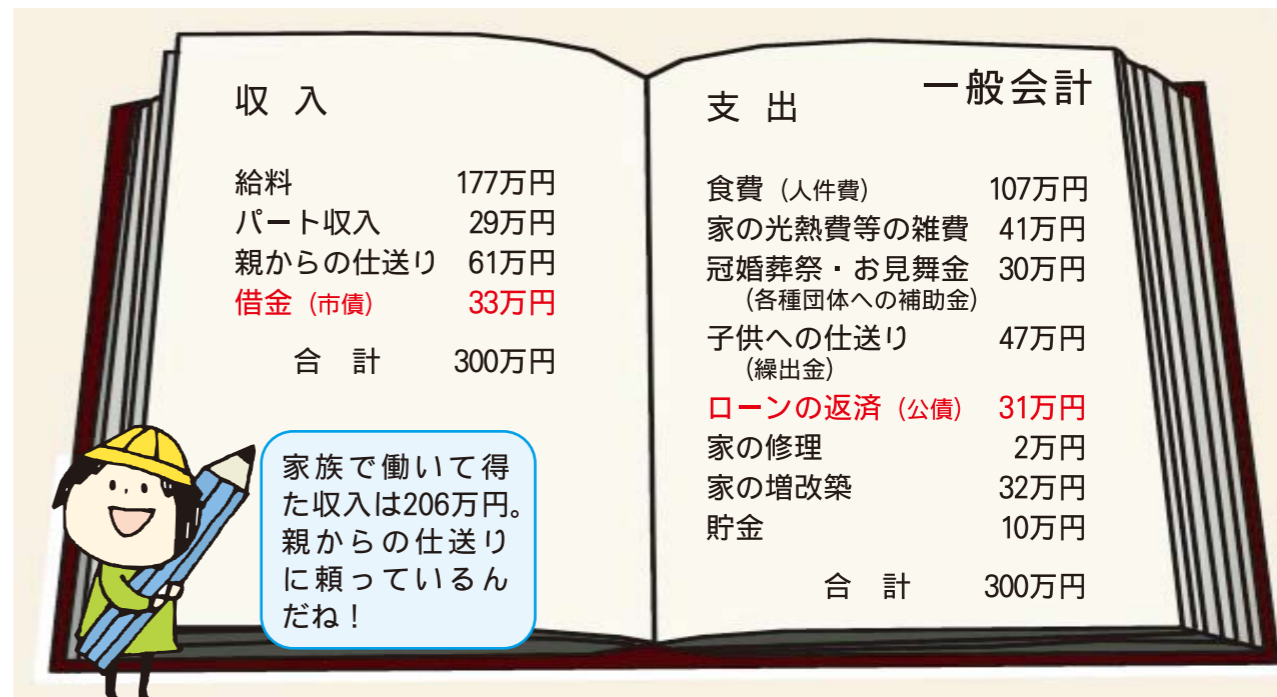 収入
給料 177万円
パート収入 29万円
親からの仕送り 61万円
借金（市債） 33万円
合計 300万円
家族で働いて得
た収入は206万円。
親からの仕送り
に頼っているん
だね！
一般会計
支出
食費（人件費） 107万円
家の光熱費等の雑費 41万円
冠婚葬祭・お見舞金 30万円
（各種団体への補助金）
子供への仕送り 47万円
（繰出金）
ローンの返済（公債） 31万円
家の修理 2万円
家の増改築 32万円
貯金 10万円
合計 300万円